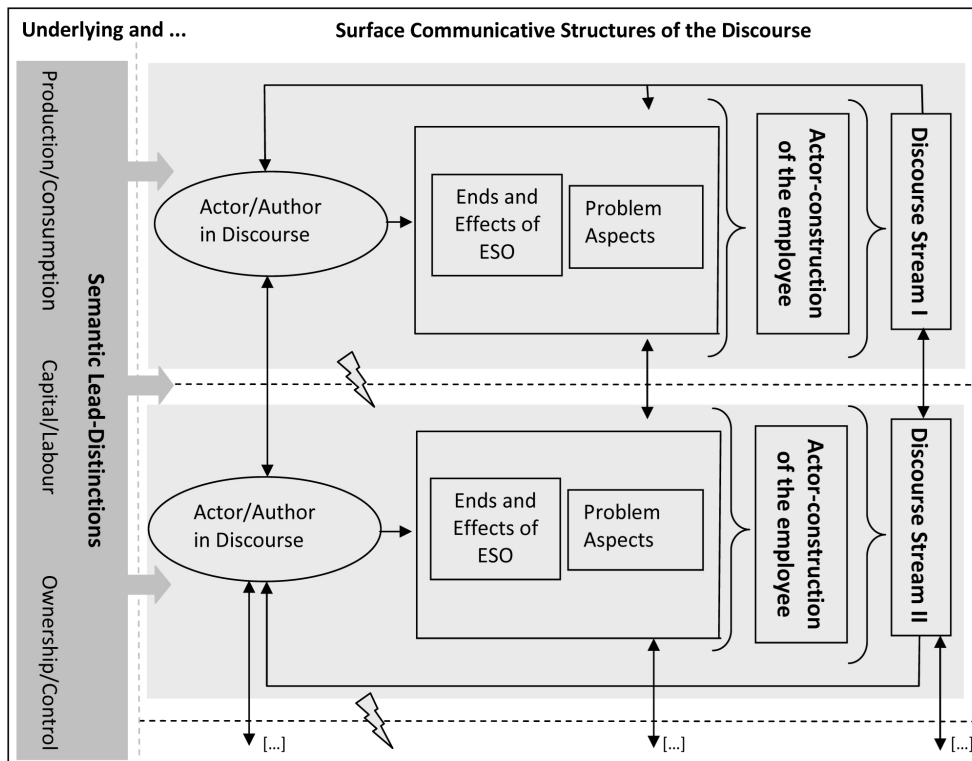 Underlying and ...
Surface Communicative Structures of the Discourse
Production/Consumption
Capital/Labour
Ownership/Control
Semantic Lead-Distinctions
Actor/Author
in Discourse
Ends and
Effects of
ESO
Problem
Aspects
Actor-construction
of the employee
Discourse Stream I
Actor/Author
in Discourse
Ends and
Effects of
ESO
Problem
Aspects
Actor-construction
of the employee
Discourse Stream II
[...]
[...]
[...]